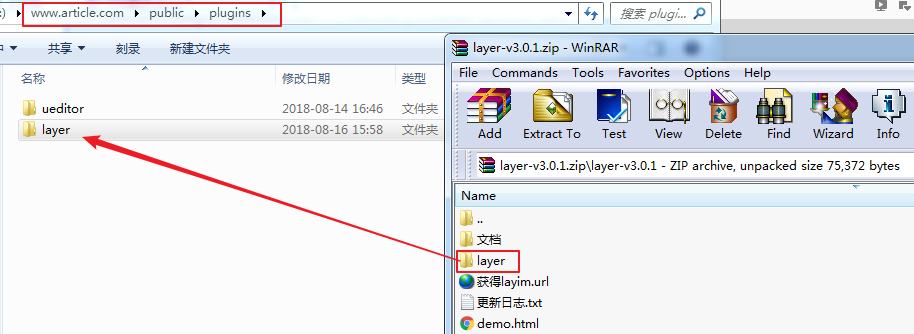 www.article.com public plugins
搜索 plugi...
共享 刻录 新建文件夹
名称 修改日期 类型
ueditor 2018-08-14 16:46 文件夹
layer 2018-08-16 15:58 文件夹
layer-v3.0.1.zip - WinRAR
File Commands Tools Favorites Options Help
Add Extract To Test View Delete Find Wizard Info
layer-v3.0.1.zip\layer-v3.0.1 - ZIP archive, unpacked size 75,372 bytes
Name
..
文档
layer
获得layim.url
更新日志.txt
demo.html